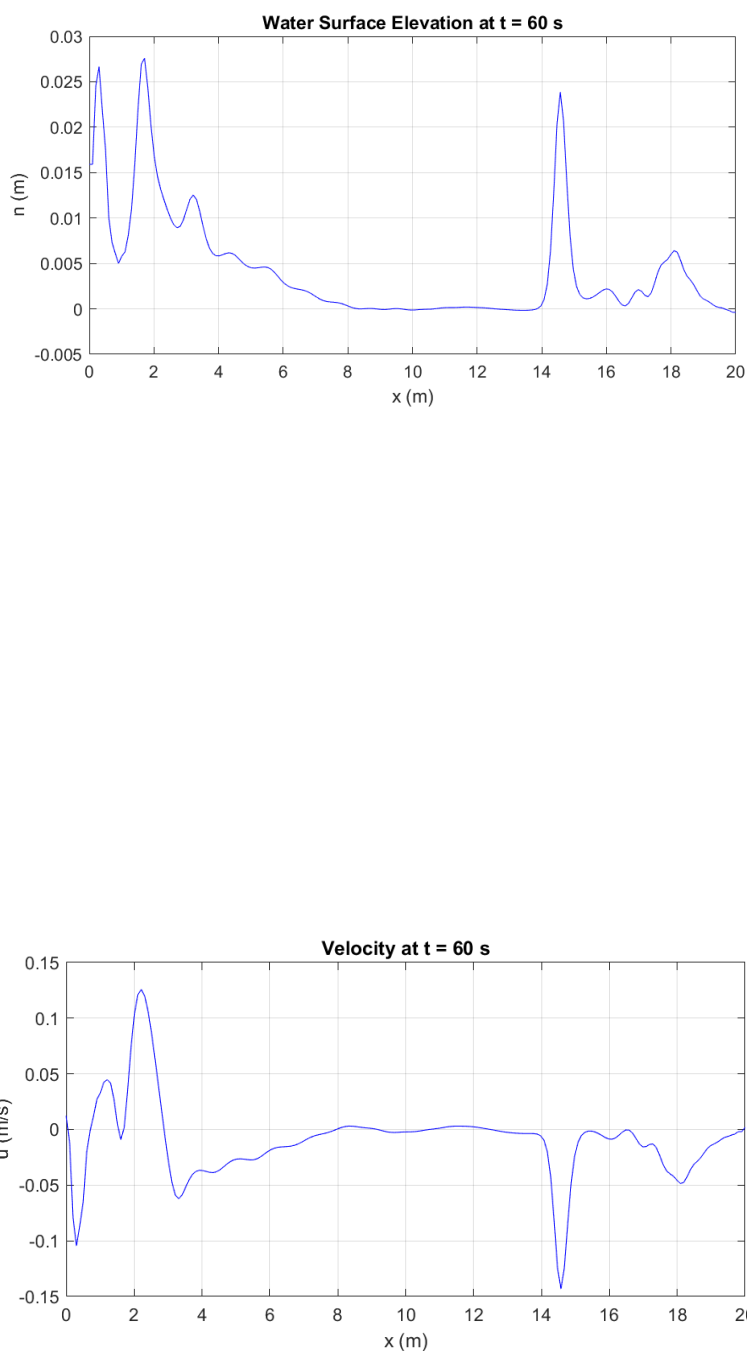 Water Surface Elevation at t = 60 s
0.03
0.025
0.02
0.015
0.01
0.005
0
-0.005
n (m)
0 2 4 6 8 10 12 14 16 18 20
x (m)
Velocity at t = 60 s
0.15
0.1
0.05
0
-0.05
-0.1
-0.15
u (m/s)
0 2 4 6 8 10 12 14 16 18 20
x (m)